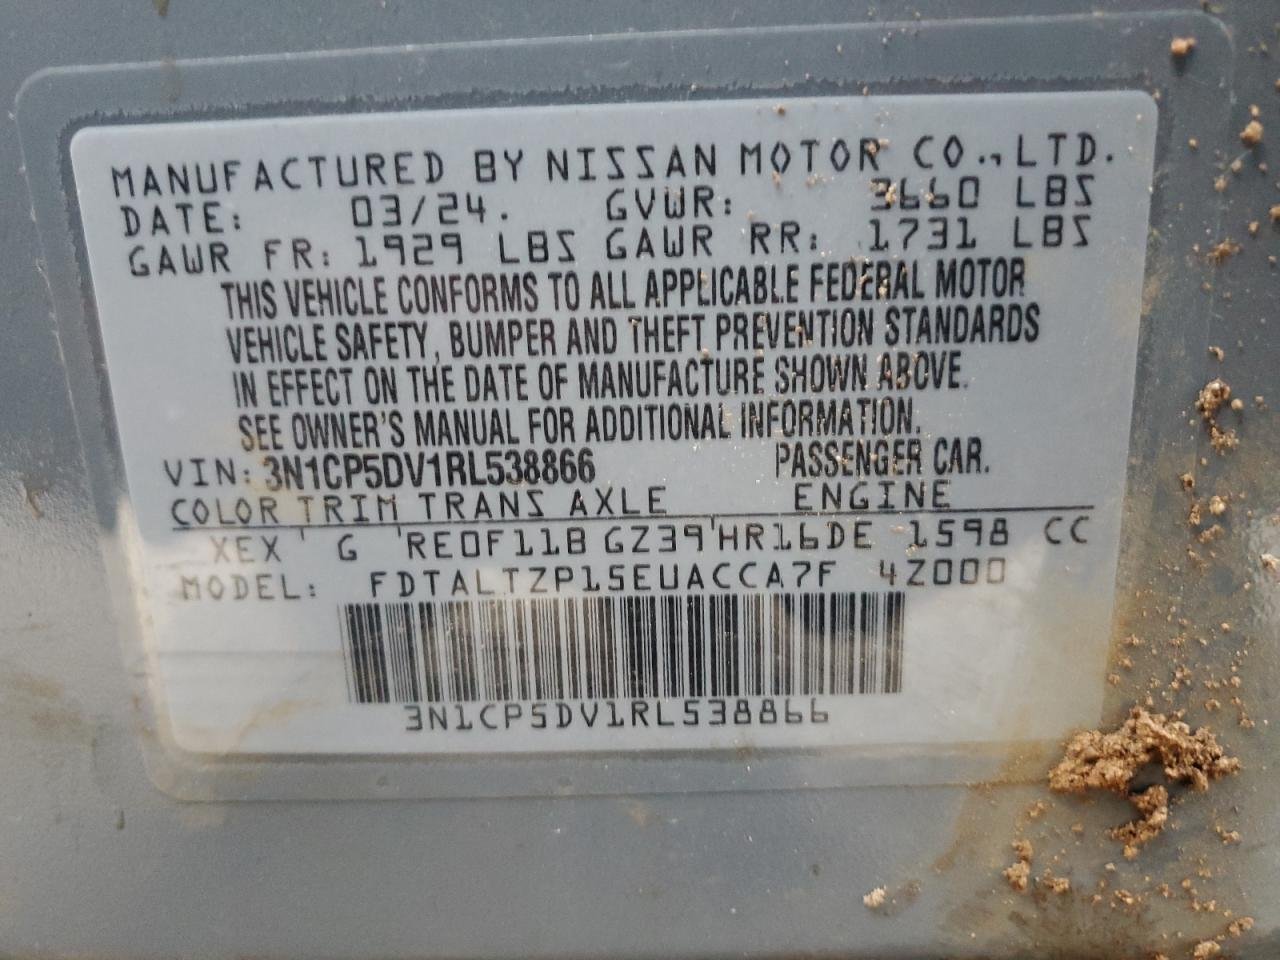 MANUFACTURED BY NISSAN MOTOR CO., LTD.
DATE: 03/24. GVWR: 3660 LBS
GAWR FR: 1929 LBS GAWR RR: 1731 LBS
THIS VEHICLE CONFORMS TO ALL APPLICABLE FEDERAL MOTOR
VEHICLE SAFETY, BUMPER AND THEFT PREVENTION STANDARDS
IN EFFECT ON THE DATE OF MANUFACTURE SHOWN ABOVE.
SEE OWNER'S MANUAL FOR ADDITIONAL INFORMATION.
VIN: 3N1CP5DV1RL538866 PASSENGER CAR.
COLOR TRIM TRANS AXLE ENGINE
XEX ' G 'RE0F11B GZ39'HR16DE 1598 CC
MODEL: FDTALTZP15EUACCA7F 4Z000
3N1CP5DV1RL538866